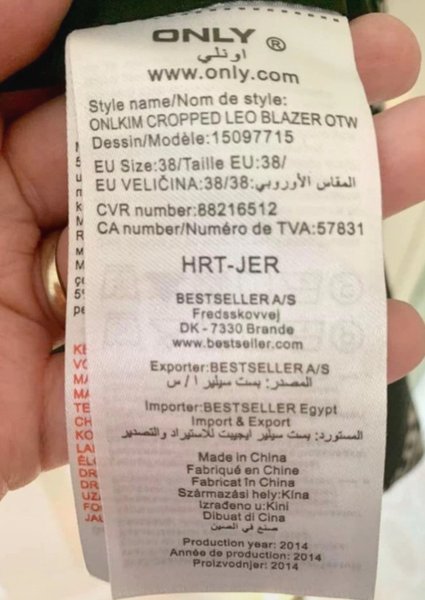 ONLY ®
اونلي
www.only.com
Style name/Nom de style:
ONLKIM CROPPED LEO BLAZER OTW
Dessin/Modèle:15097715
EU Size:38/Taille EU:38/
EU VELIČINA:38/38:المقاس الأوروبي
CVR number:88216512
CA number/Numéro de TVA:57831
HRT-JER
BESTSELLER A/S
Fredsskovvej
DK - 7330 Brande
www.bestseller.com
Exporter:BESTSELLER A/S
المصدر: بست سيلير ا / س
Importer:BESTSELLER Egypt
Import & Export
المستورد: بست سيلير ايجيبت للاستيراد والتصدير
Made in China
Fabriqué en Chine
Fabricat în China
Származási hely:Kína
Izrađeno u:Kini
Dibuat di Cina
صنع في الصين
Production year: 2014
Année de production: 2014
Proizvodnjer: 2014